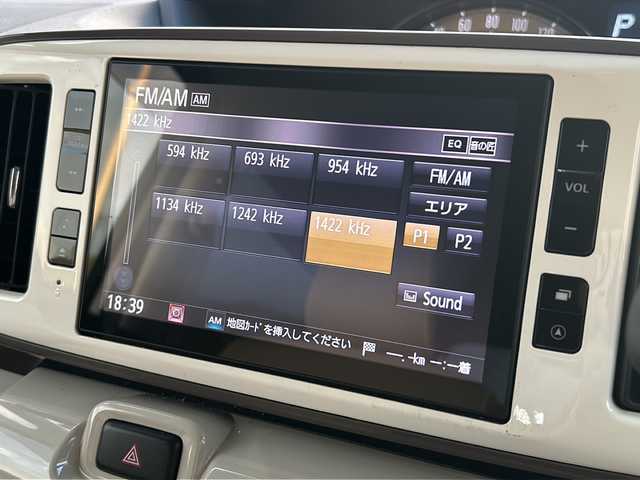 60 80 100 120
P
FM/AM AM
1422 kHz
EQ 音の匠
594 kHz 693 kHz 954 kHz FM/AM
エリア
1134 kHz 1242 kHz 1422 kHz P1 P2
Sound
18:39 AM 地図ｶｰﾄﾞを挿入してください --.-km --:--着
+
VOL
-